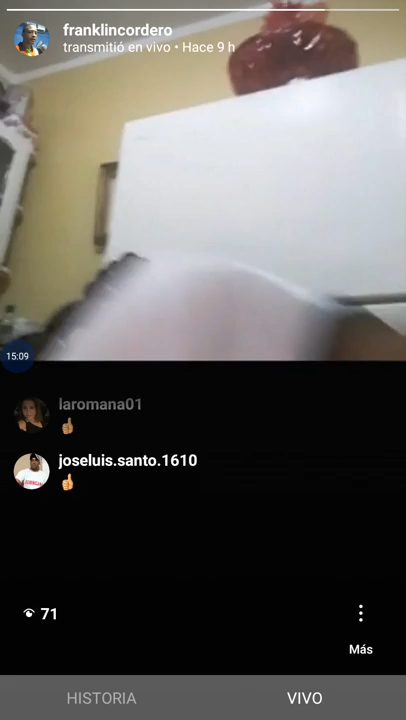 franklincordero
transmitió en vivo • Hace 9 h
15:09
laromana01
👍
joseluis.santo.1610
👍
71
Más
HISTORIA
VIVO